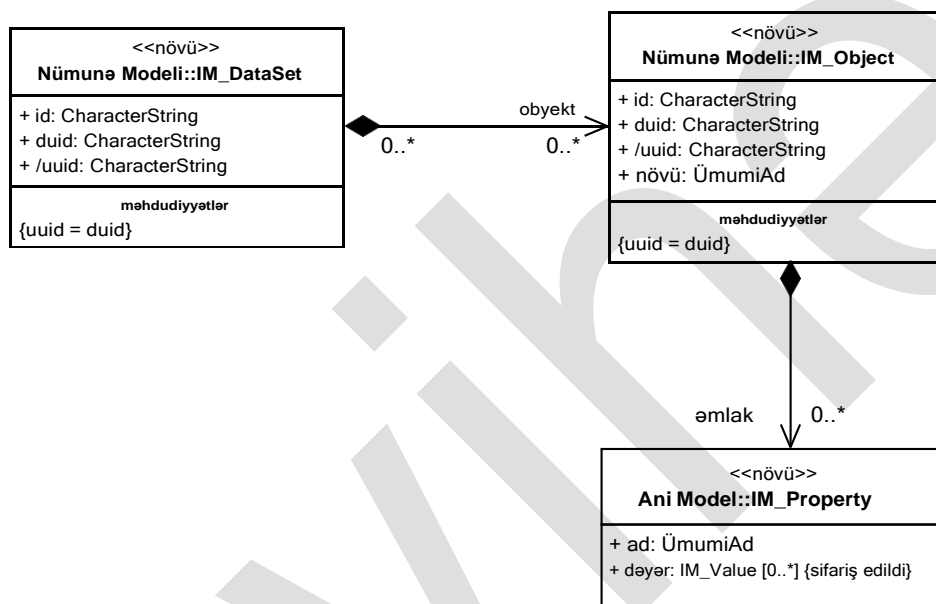 <<növü>>
Nümunə Modeli::IM_DataSet
+ id: CharacterString
+ duid: CharacterString
+ /uuid: CharacterString
məhdudiyyətlər
{uuid = duid}
obyekt
0..*
0..*
<<növü>>
Nümunə Modeli::IM_Object
+ id: CharacterString
+ duid: CharacterString
+ /uuid: CharacterString
+ növü: ÜmumiAd
məhdudiyyətlər
{uuid = duid}
əmlak
0..*
<<növü>>
Ani Model::IM_Property
+ ad: ÜmumiAd
+ dəyər: IM_Value [0..*] {sifariş edildi}